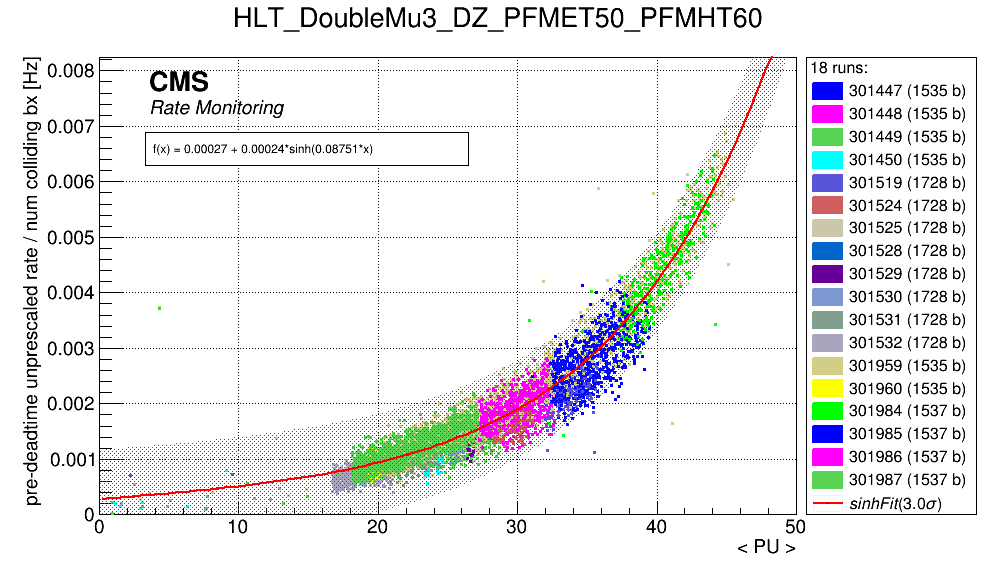 HLT_DoubleMu3_DZ_PFMET50_PFMHT60
pre-deadtime unprescaled rate / num colliding bx [Hz]
0.008
0.007
0.006
0.005
0.004
0.003
0.002
0.001
0
CMS
Rate Monitoring
f(x) = 0.00027 + 0.00024*sinh(0.08751*x)
0 10 20 30 40 50
< PU >
18 runs:
301447 (1535 b)
301448 (1535 b)
301449 (1535 b)
301450 (1535 b)
301519 (1728 b)
301524 (1728 b)
301525 (1728 b)
301528 (1728 b)
301529 (1728 b)
301530 (1728 b)
301531 (1728 b)
301532 (1728 b)
301959 (1535 b)
301960 (1535 b)
301984 (1537 b)
301985 (1537 b)
301986 (1537 b)
301987 (1537 b)
sinhFit(3.0σ)